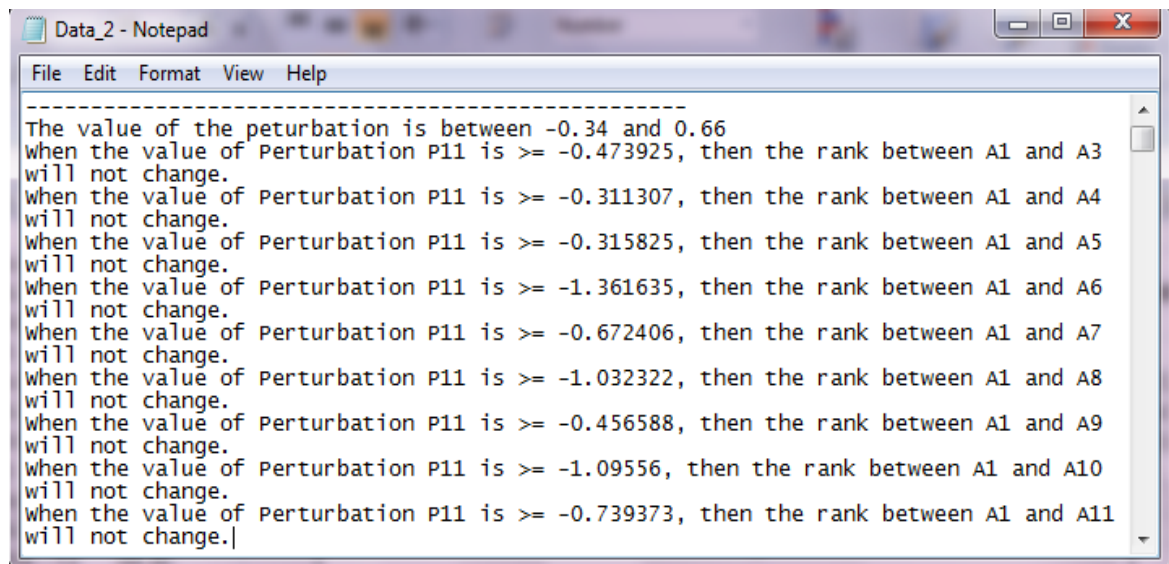 Data_2 - Notepad
File Edit Format View Help
----------------------------------------------------
The value of the peturbation is between -0.34 and 0.66
When the value of Perturbation P11 is >= -0.473925, then the rank between A1 and A3
will not change.
When the value of Perturbation P11 is >= -0.311307, then the rank between A1 and A4
will not change.
When the value of Perturbation P11 is >= -0.315825, then the rank between A1 and A5
will not change.
When the value of Perturbation P11 is >= -1.361635, then the rank between A1 and A6
will not change.
When the value of Perturbation P11 is >= -0.672406, then the rank between A1 and A7
will not change.
When the value of Perturbation P11 is >= -1.032322, then the rank between A1 and A8
will not change.
When the value of Perturbation P11 is >= -0.456588, then the rank between A1 and A9
will not change.
When the value of Perturbation P11 is >= -1.09556, then the rank between A1 and A10
will not change.
When the value of Perturbation P11 is >= -0.739373, then the rank between A1 and A11
will not change.